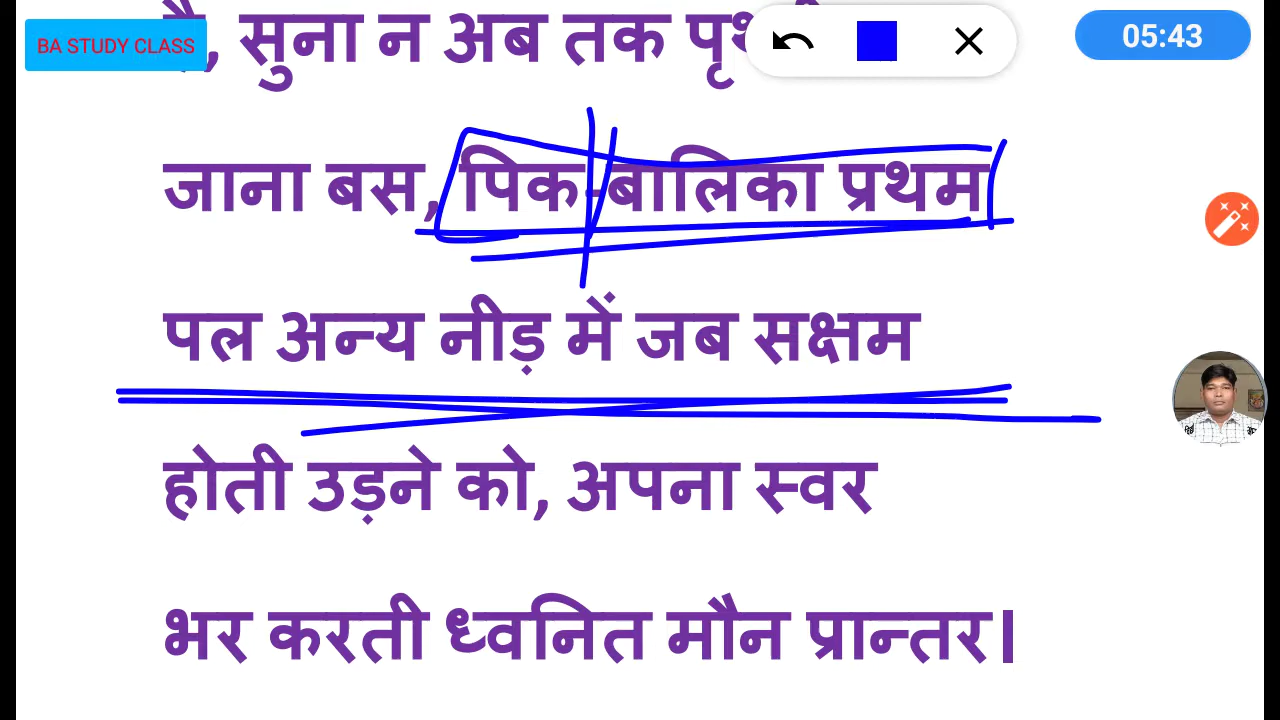 BA STUDY CLASS
05:43
है, सुना न अब तक
जाना बस, पिक-बालिका प्रथम
पल अन्य नीड़ में जब सक्षम
होती उड़ने को, अपना स्वर
भर करती ध्वनित मौन प्रान्तर।